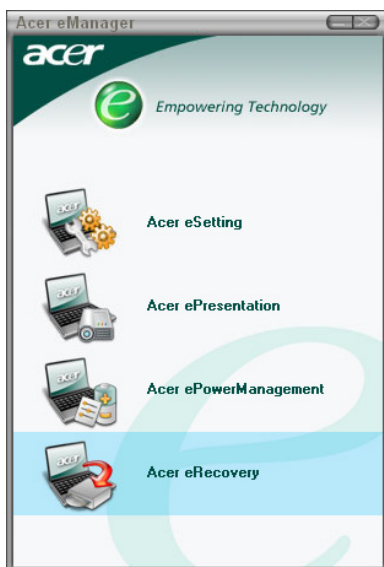 Acer eManager
acer
e Empowering Technology
Acer eSetting
Acer ePresentation
Acer ePowerManagement
Acer eRecovery